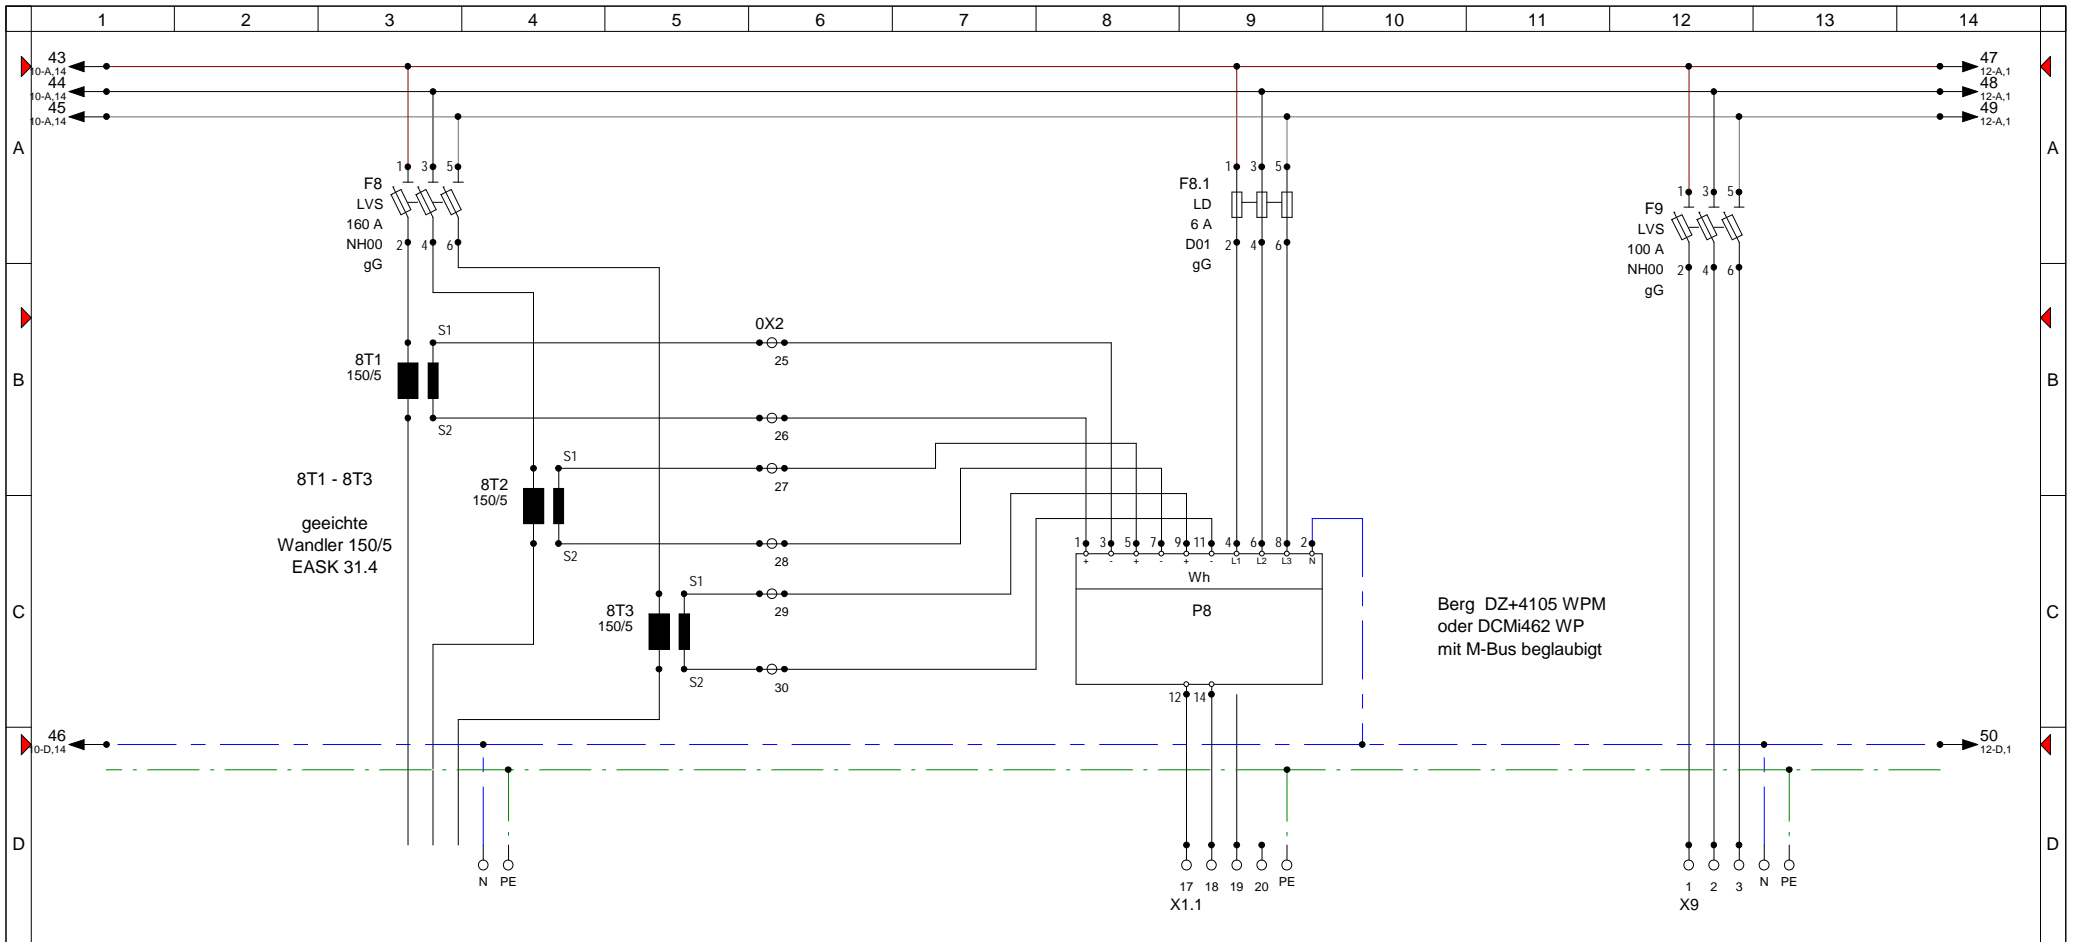 1 2 3 4 5 6 7 8 9 10 11 12 13 14
43
10-A,14
44
10-A,14
45
10-A,14
47
12-A,1
48
12-A,1
49
12-A,1
A
A
1 3 5
F8
LVS
160 A
NH00
gG
2 4 6
1 3 5
F8.1
LD
6 A
D01
gG
2 4 6
1 3 5
F9
LVS
100 A
NH00
gG
2 4 6
B
B
8T1
150/5
S1
S2
0X2
25
26
8T1 - 8T3
geeichte
Wandler 150/5
EASK 31.4
8T2
150/5
S1
S2
27
28
C
C
8T3
150/5
S1
S2
29
30
1 3 5 7 9 11 4 6 8 2
+ - + - + - L1 L2 L3 N
Wh
P8
12 14
Berg DZ+4105 WPM
oder DCMi462 WP
mit M-Bus beglaubigt
46
10-D,14
50
12-D,1
D
D
N PE
17 18 19 20 PE
X1.1
1 2 3 N PE
X9